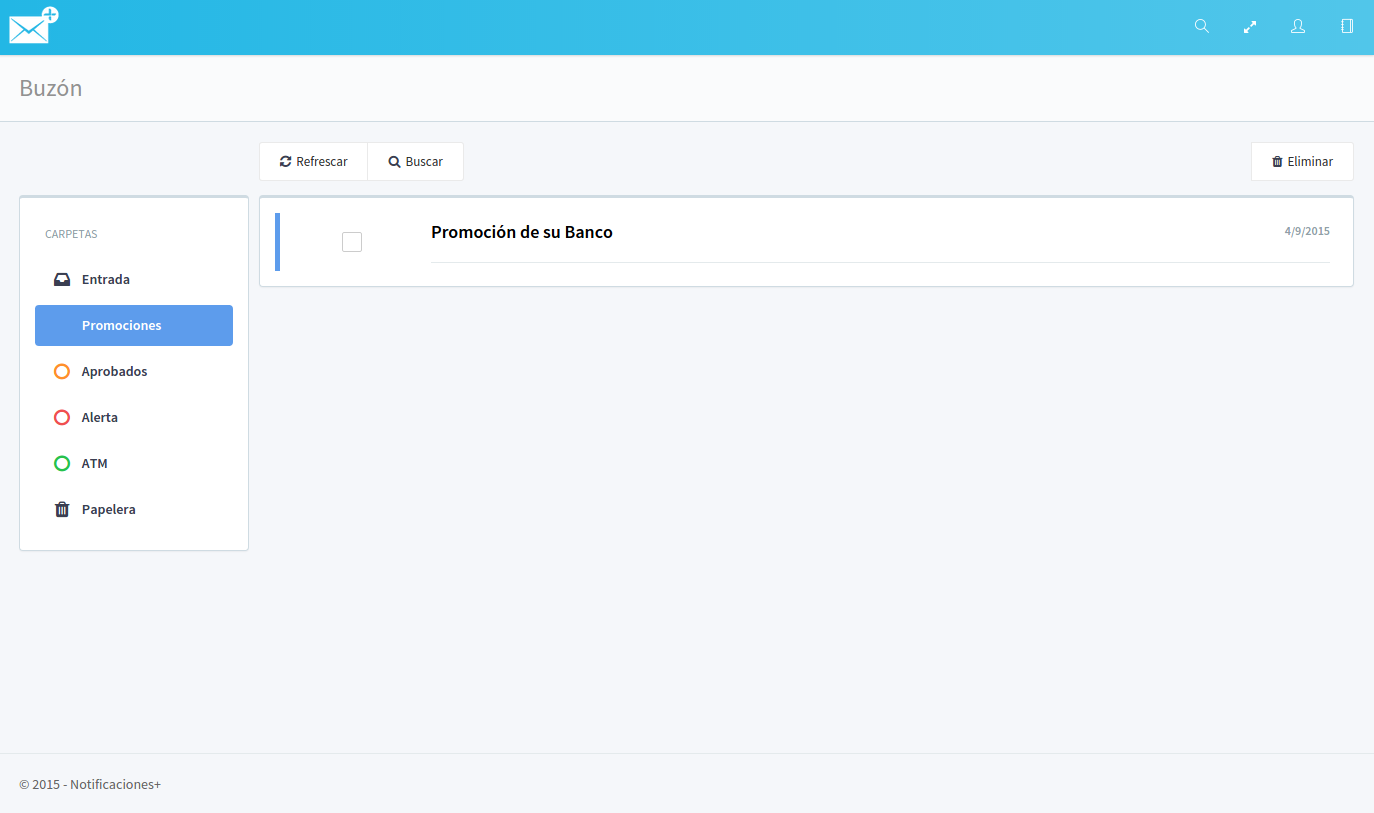 Buzón
Refrescar
Buscar
Eliminar
CARPETAS
Entrada
Promociones
Aprobados
Alerta
ATM
Papelera
Promoción de su Banco
4/9/2015
© 2015 - Notificaciones+